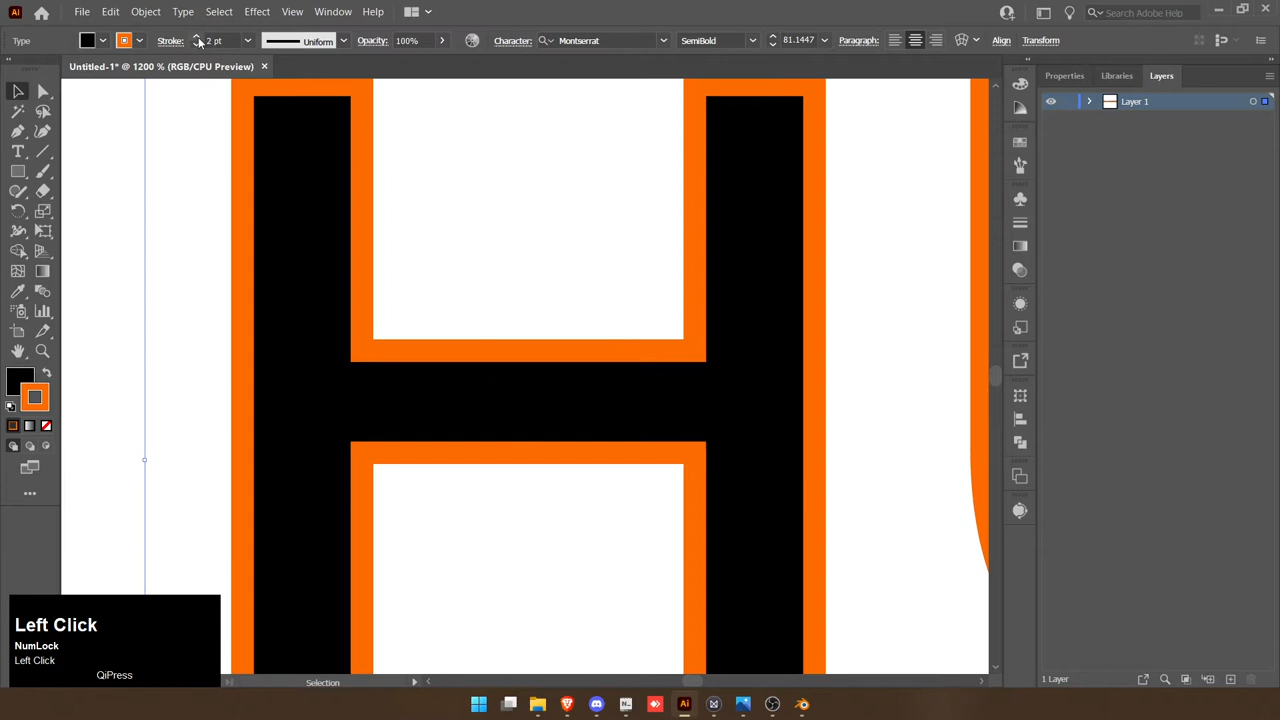 Ai File Edit Object Type Select Effect View Window Help Search Adobe Help
Type Stroke: 2 pt Uniform Opacity: 100% Character: Montserrat SemiBold 81.1447 Paragraph: Align Transform
Untitled-1* @ 1200 % (RGB/CPU Preview) ×
Properties Libraries Layers
Layer 1
H
Left Click
NumLock
Left Click
QiPress
Selection
1 Layer
Ai